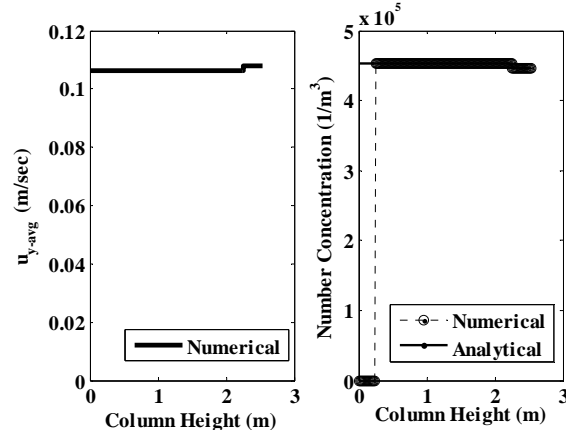 0.12
0.1
0.08
0.06
0.04
0.02
0
u y-avg (m/sec)
0 1 2 3
Column Height (m)
Numerical
5 x 10^5
4
3
2
1
0
Number Concentration (1/m^3)
0 1 2 3
Column Height (m)
Numerical
Analytical